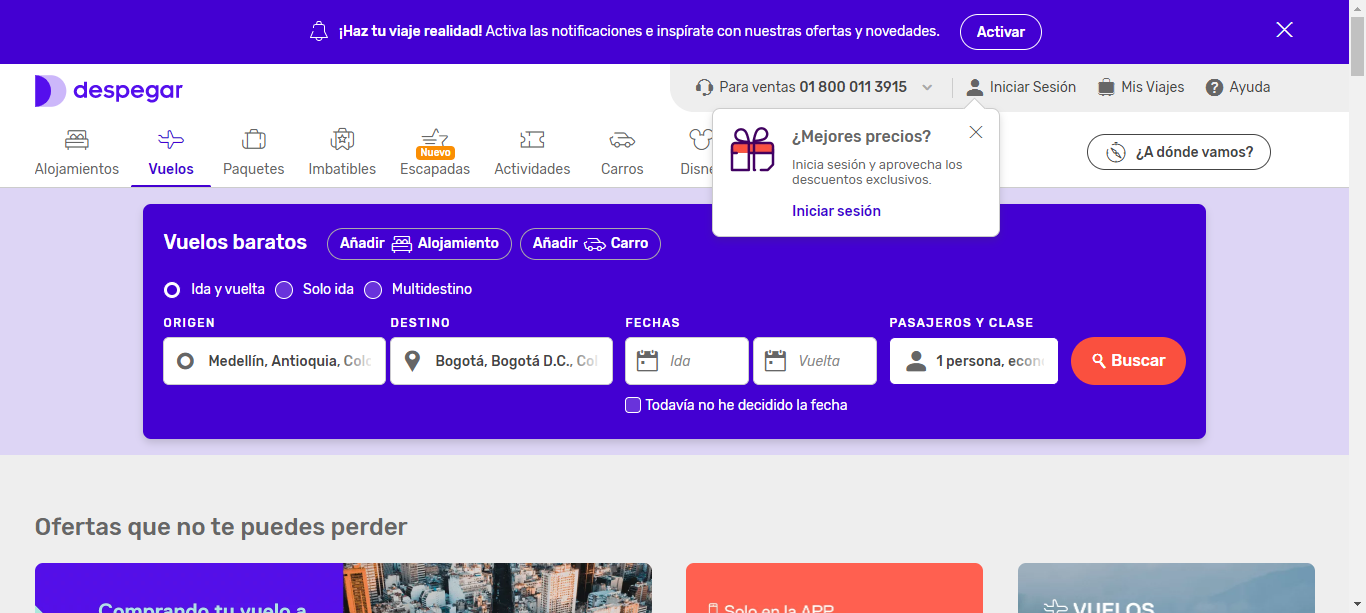 ¡Haz tu viaje realidad! Activa las notificaciones e inspírate con nuestras ofertas y novedades.
Activar
despegar
Para ventas 01 800 011 3915
Iniciar Sesión
Mis Viajes
Ayuda
Alojamientos
Vuelos
Paquetes
Imbatibles
Nuevo
Escapadas
Actividades
Carros
Disne
¿A dónde vamos?
¿Mejores precios?
Inicia sesión y aprovecha los
descuentos exclusivos.
Iniciar sesión
Vuelos baratos
Añadir Alojamiento
Añadir Carro
Ida y vuelta
Solo ida
Multidestino
ORIGEN
DESTINO
FECHAS
PASAJEROS Y CLASE
Medellín, Antioquia, Colo
Bogotá, Bogotá D.C., Col
Ida
Vuelta
1 persona, econ
Buscar
Todavía no he decidido la fecha
Ofertas que no te puedes perder
Comprando tu vuelo a
Solo en la APP
VUELOS